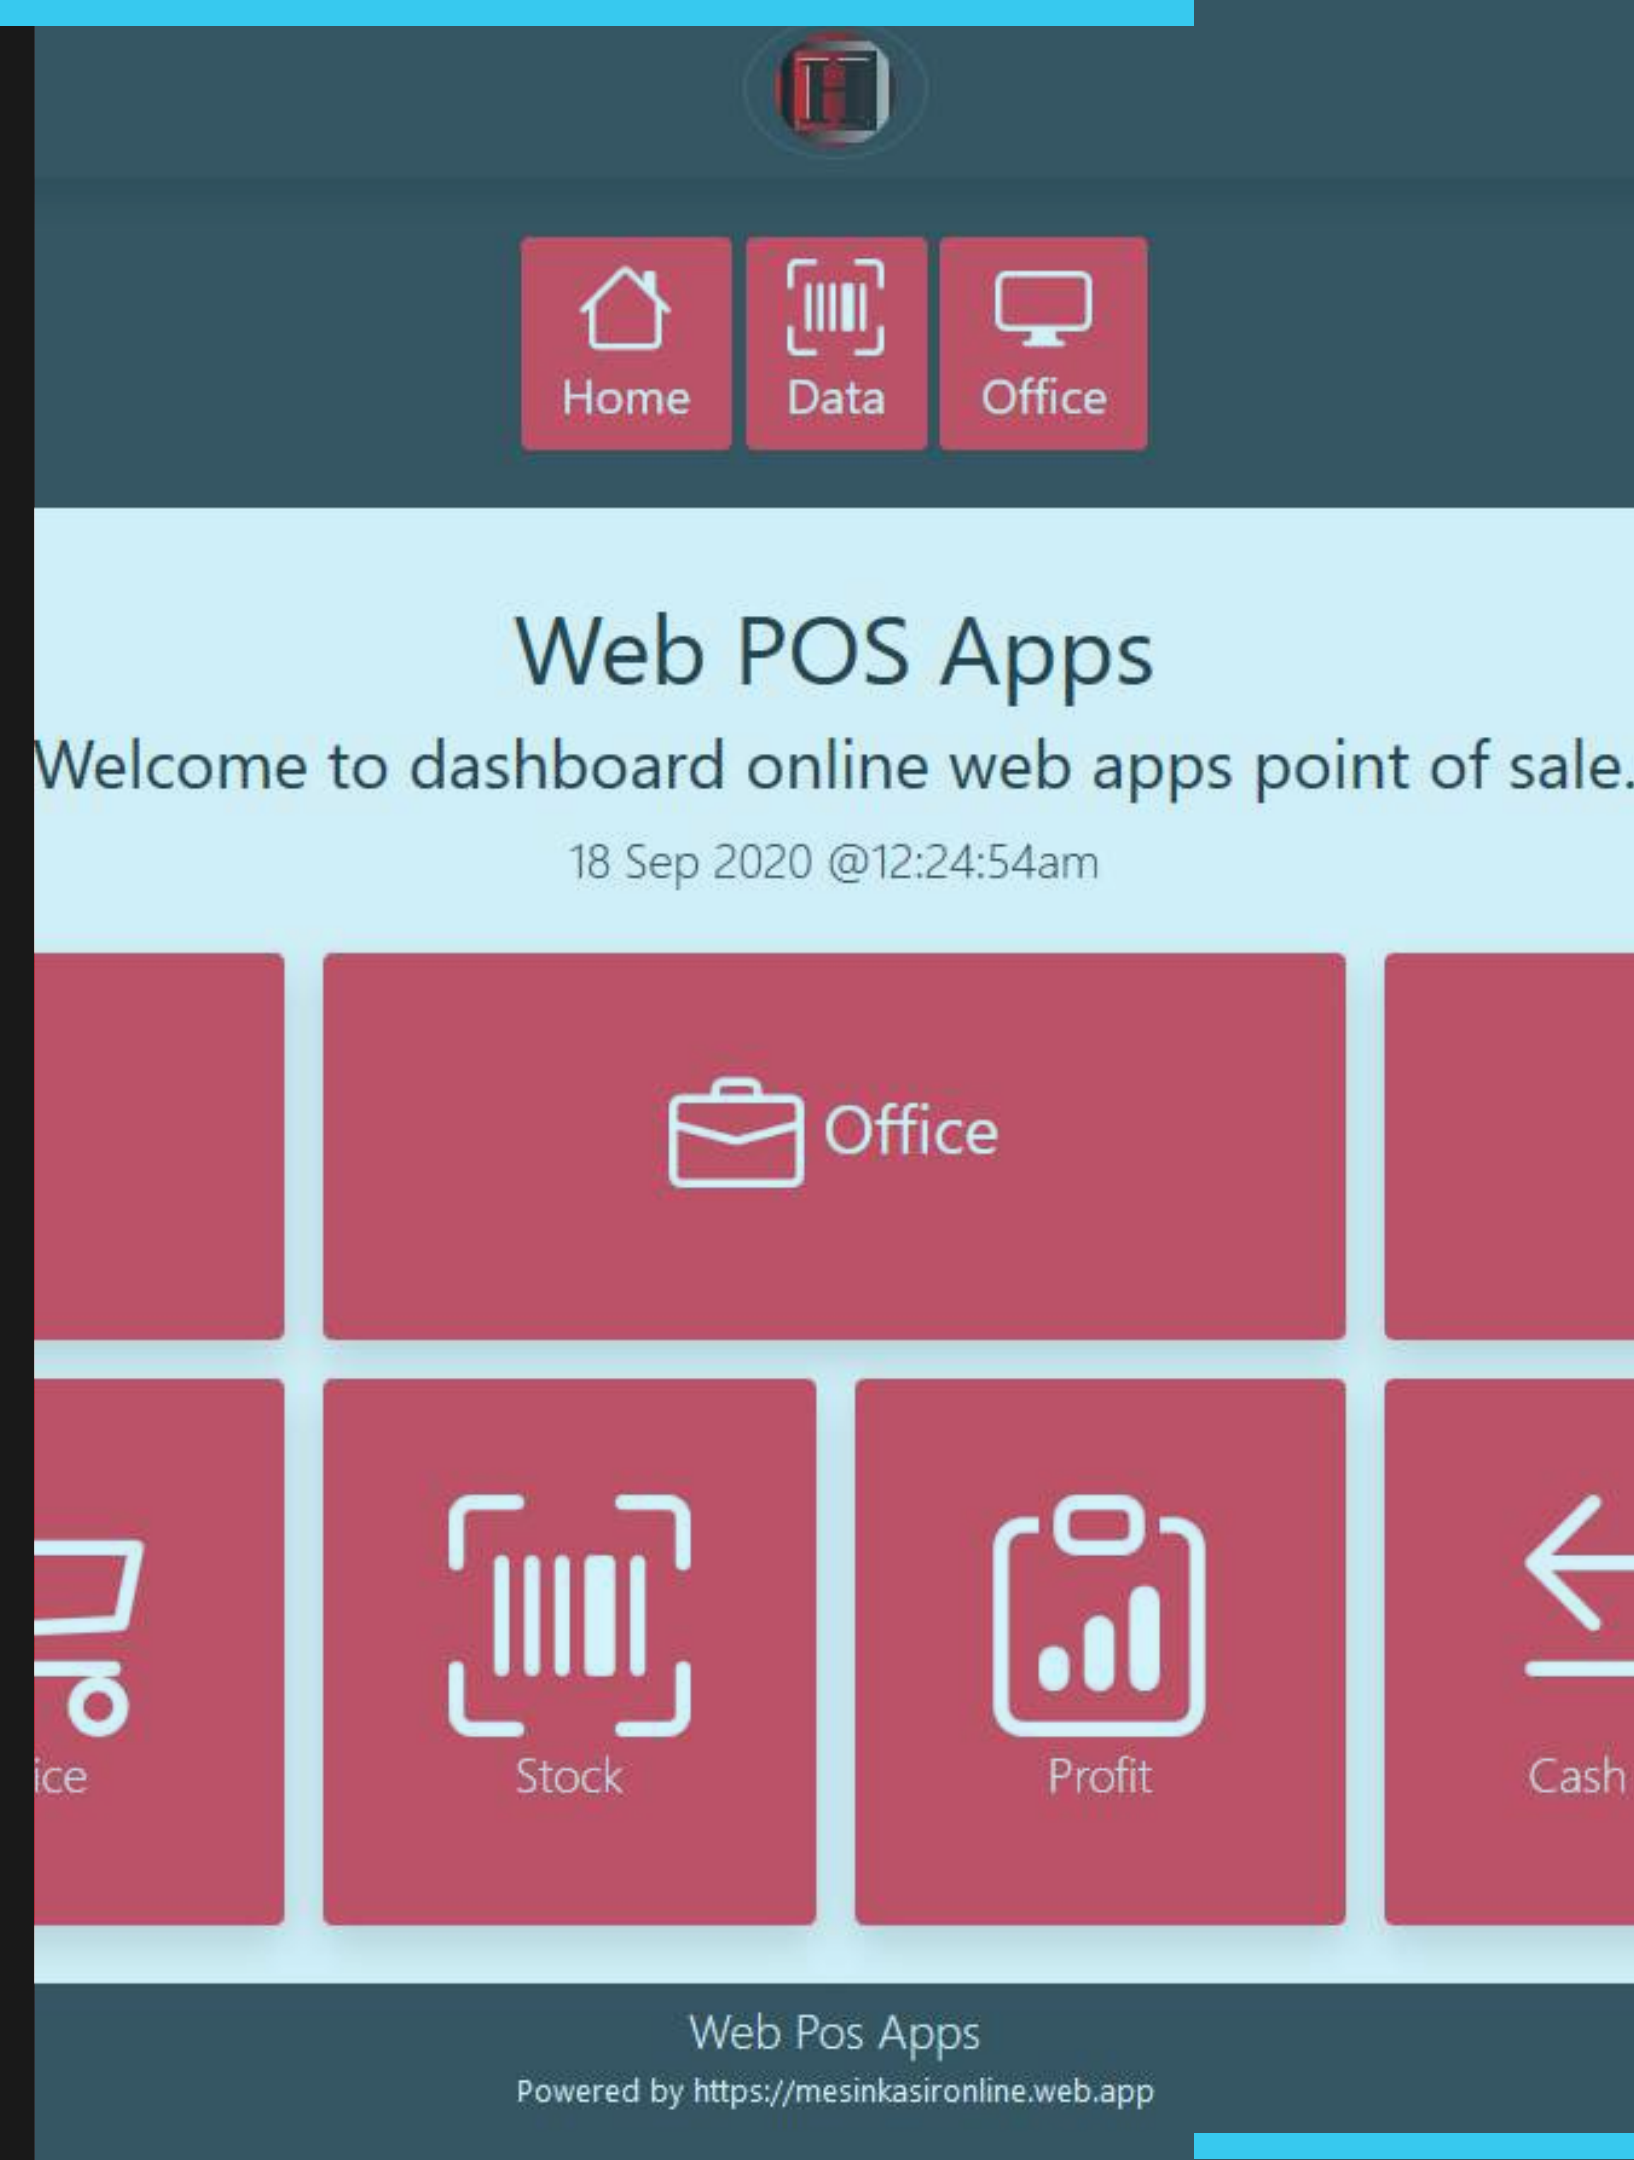 H
Home Data Office
Web POS Apps
Welcome to dashboard online web apps point of sale.
18 Sep 2020 @12:24:54am
Office
ice Stock Profit Cash
Web Pos Apps
Powered by https://mesinkasironline.web.app